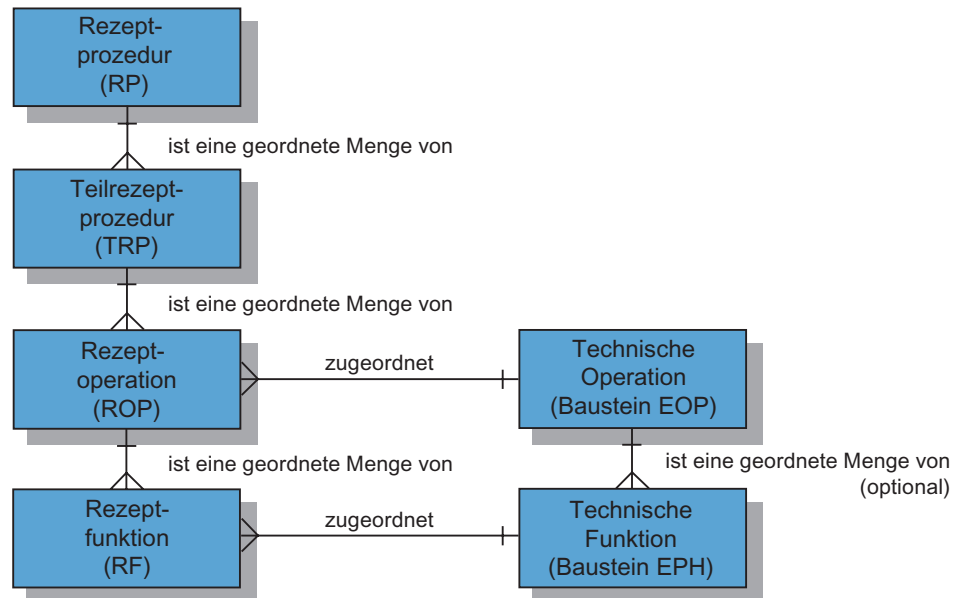 Rezept-
prozedur
(RP)
ist eine geordnete Menge von
Teilrezept-
prozedur
(TRP)
ist eine geordnete Menge von
Rezept-
operation
(ROP)
zugeordnet
Technische
Operation
(Baustein EOP)
ist eine geordnete Menge von
ist eine geordnete Menge von
(optional)
Rezept-
funktion
(RF)
zugeordnet
Technische
Funktion
(Baustein EPH)